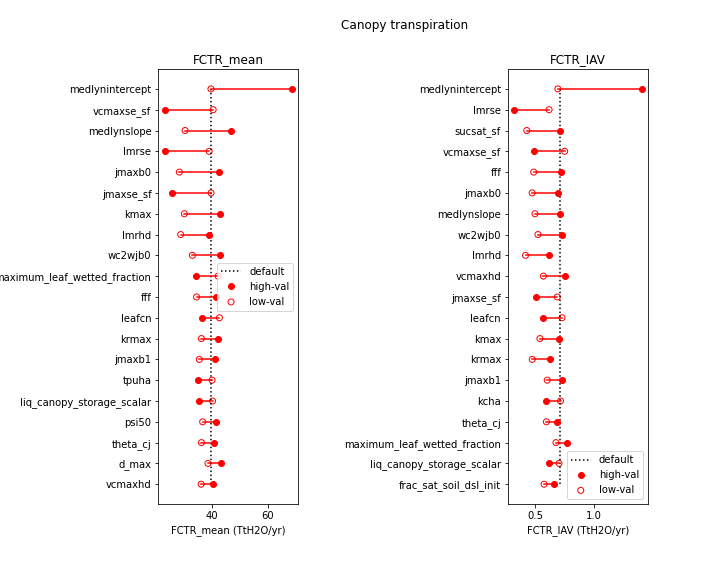 Canopy transpiration
FCTR_mean
medlynintercept
vcmaxse_sf
medlynslope
lmrse
jmaxb0
jmaxse_sf
kmax
lmrhd
wc2wjb0
maximum_leaf_wetted_fraction
fff
leafcn
krmax
jmaxb1
tpuha
liq_canopy_storage_scalar
psi50
theta_cj
d_max
vcmaxhd
default
high-val
low-val
40 60
FCTR_mean (TtH2O/yr)
FCTR_IAV
medlynintercept
lmrse
sucsat_sf
vcmaxse_sf
fff
jmaxb0
medlynslope
wc2wjb0
lmrhd
vcmaxhd
jmaxse_sf
leafcn
kmax
krmax
jmaxb1
kcha
theta_cj
maximum_leaf_wetted_fraction
liq_canopy_storage_scalar
frac_sat_soil_dsl_init
default
high-val
low-val
0.5 1.0
FCTR_IAV (TtH2O/yr)